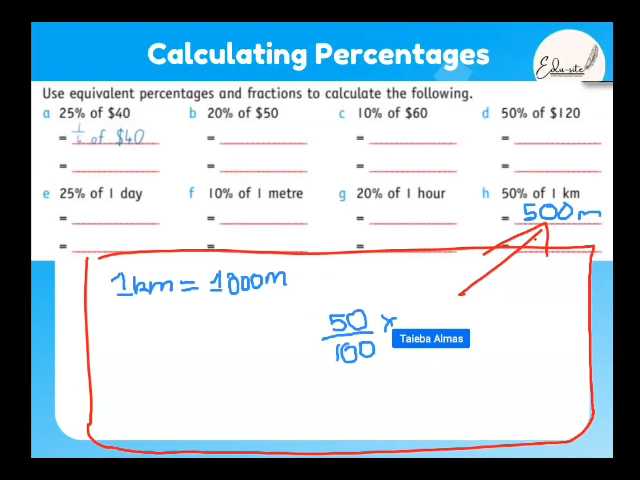 Calculating Percentages
Edu-site
Use equivalent percentages and fractions to calculate the following.
a 25% of $40 b 20% of $50 c 10% of $60 d 50% of $120
= 1/4 of $40 = = =
= = = =
e 25% of 1 day f 10% of 1 metre g 20% of 1 hour h 50% of 1 km
= = = = 500m
= = = =
1km = 1000m
50/100 x
Taieba Almas